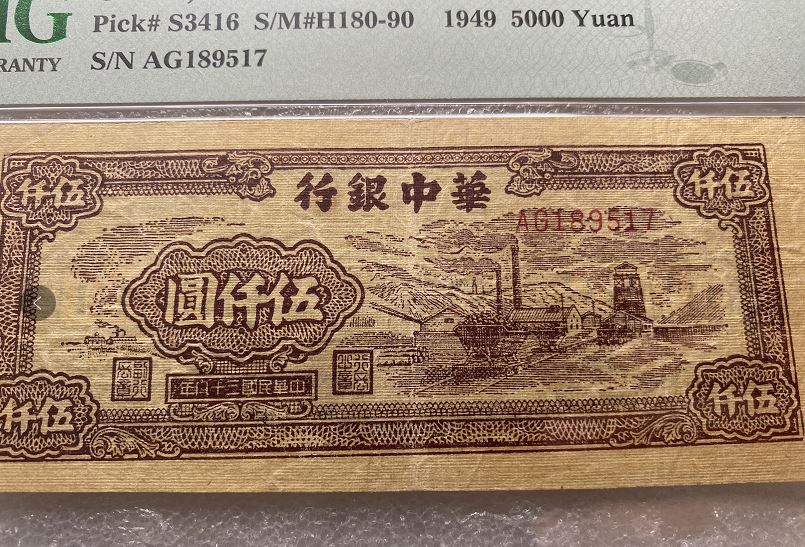 Pick# S3416 S/M#H180-90 1949 5000 Yuan
RANTY
S/N AG189517
伍仟
華中銀行
伍仟
AG189517
伍仟圓
中華民國三十八年
伍仟
伍仟